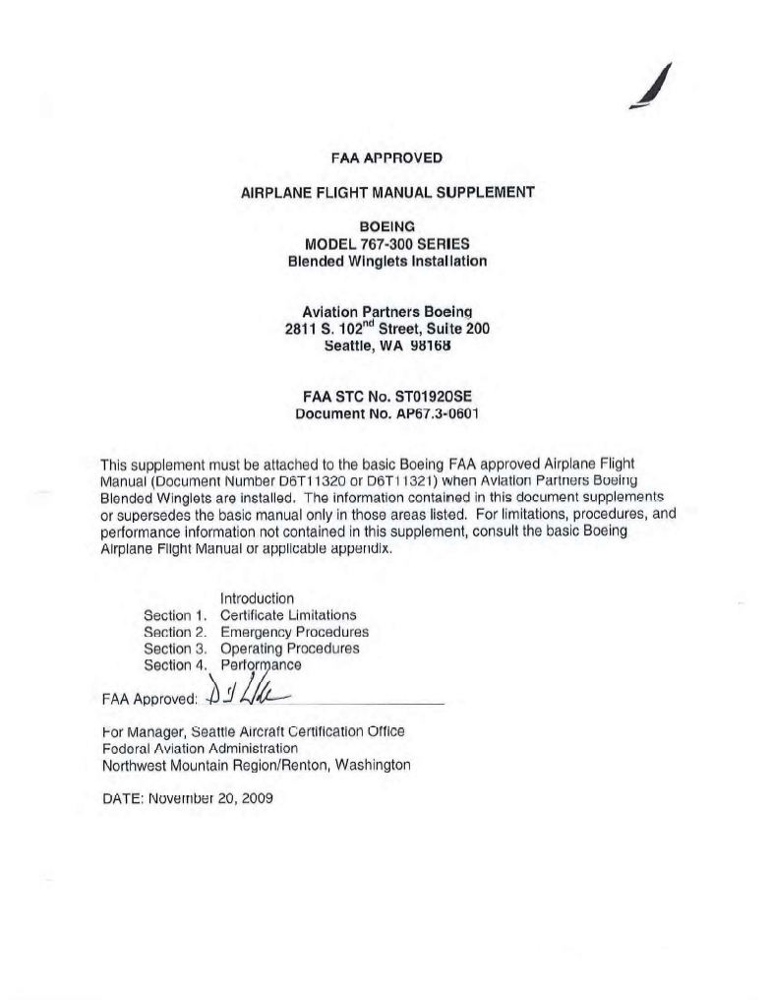 FAA APPROVED
AIRPLANE FLIGHT MANUAL SUPPLEMENT
BOEING
MODEL 767-300 SERIES
Blended Winglets Installation
Aviation Partners Boeing
2811 S. 102nd Street, Suite 200
Seattle, WA 98168
FAA STC No. ST01920SE
Document No. AP67.3-0601
This supplement must be attached to the basic Boeing FAA approved Airplane Flight
Manual (Document Number D6T11320 or D6T11321) when Aviation Partners Boeing
Blended Winglets are installed. The information contained in this document supplements
or supersedes the basic manual only in those areas listed. For limitations, procedures, and
performance information not contained in this supplement, consult the basic Boeing
Airplane Flight Manual or applicable appendix.
Introduction
Section 1. Certificate Limitations
Section 2. Emergency Procedures
Section 3. Operating Procedures
Section 4. Performance
FAA Approved:
For Manager, Seattle Aircraft Certification Office
Federal Aviation Administration
Northwest Mountain Region/Renton, Washington
DATE: November 20, 2009